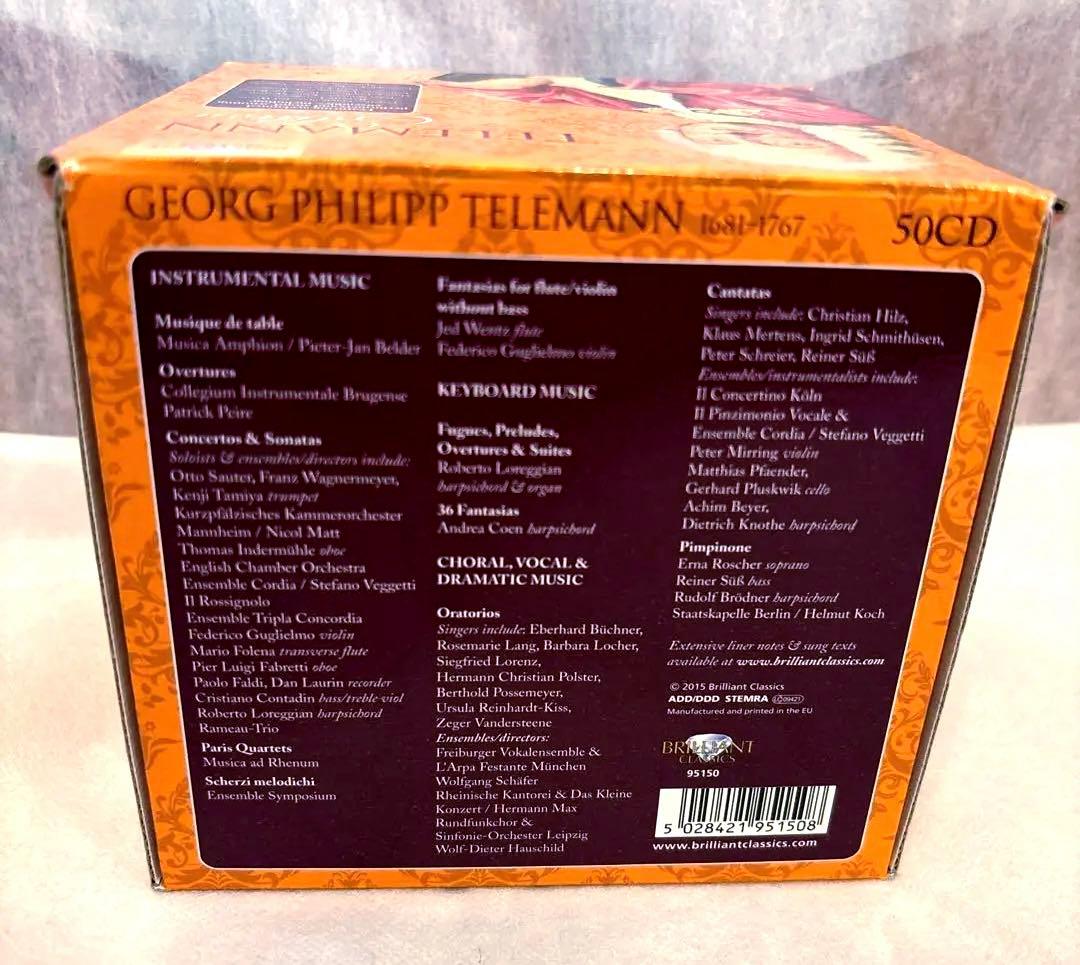 TELEMANN
GEORG PHILIPP TELEMANN 1681-1767
50CD
INSTRUMENTAL MUSIC
Musique de table
Musica Amphion / Pieter-Jan Belder
Overtures
Collegium Instrumentale Brugense
Patrick Peire
Concertos & Sonatas
Soloists & ensembles/directors include:
Otto Sauter, Franz Wagnermeyer,
Kenji Tamiya trumpet
Kurzpfälzisches Kammerorchester
Mannheim / Nicol Matt
Thomas Indermühle oboe
English Chamber Orchestra
Ensemble Cordia / Stefano Veggetti
Il Rossignolo
Ensemble Tripla Concordia
Federico Guglielmo violin
Mario Folena transverse flute
Pier Luigi Fabretti oboe
Paolo Faldi, Dan Laurin recorder
Cristiano Contadin bass/treble viol
Roberto Loreggian harpsichord
Rameau-Trio
Paris Quartets
Musica ad Rhenum
Scherzi melodichi
Ensemble Symposium
Fantasias for flute/violin
without bass
Jed Wentz flute
Federico Guglielmo violin
KEYBOARD MUSIC
Fugues, Preludes,
Overtures & Suites
Roberto Loreggian
harpsichord & organ
36 Fantasias
Andrea Coen harpsichord
CHORAL, VOCAL &
DRAMATIC MUSIC
Oratorios
Singers include: Eberhard Büchner,
Rosemarie Lang, Barbara Locher,
Siegfried Lorenz,
Hermann Christian Polster,
Berthold Possemeyer,
Ursula Reinhardt-Kiss,
Zeger Vandersteene
Ensembles/directors:
Freiburger Vokalensemble &
L'Arpa Festante München
Wolfgang Schäfer
Rheinische Kantorei & Das Kleine
Konzert / Hermann Max
Rundfunkchor &
Sinfonie-Orchester Leipzig
Wolf-Dieter Hauschild
Cantatas
Singers include: Christian Hilz,
Klaus Mertens, Ingrid Schmithüsen,
Peter Schreier, Reiner Süß
Ensembles/instrumentalists include:
Il Concertino Köln
Il Pinzimonio Vocale &
Ensemble Cordia / Stefano Veggetti
Peter Mirring violin
Matthias Pfaender,
Gerhard Pluskwik cello
Achim Beyer,
Dietrich Knothe harpsichord
Pimpinone
Erna Roscher soprano
Reiner Süß bass
Rudolf Brödner harpsichord
Staatskapelle Berlin / Helmut Koch
Extensive liner notes & sung texts
available at www.brilliantclassics.com
© 2015 Brilliant Classics
ADD/DDD STEMRA LC09421
Manufactured and printed in the EU
BRILLIANT
CLASSICS
95150
5 028421 951508
www.brilliantclassics.com